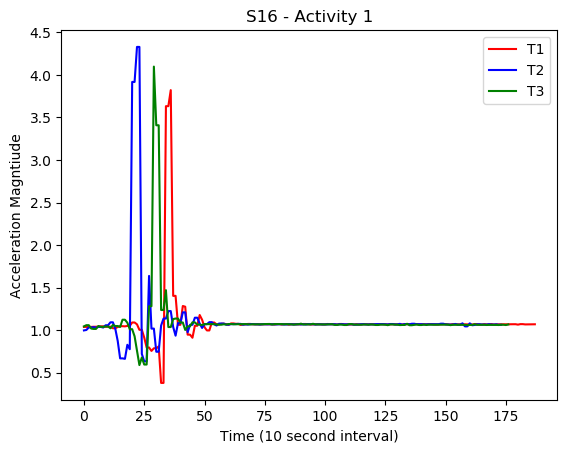 S16 - Activity 1
T1
T2
T3
Acceleration Magntiude
4.5
4.0
3.5
3.0
2.5
2.0
1.5
1.0
0.5
0 25 50 75 100 125 150 175
Time (10 second interval)